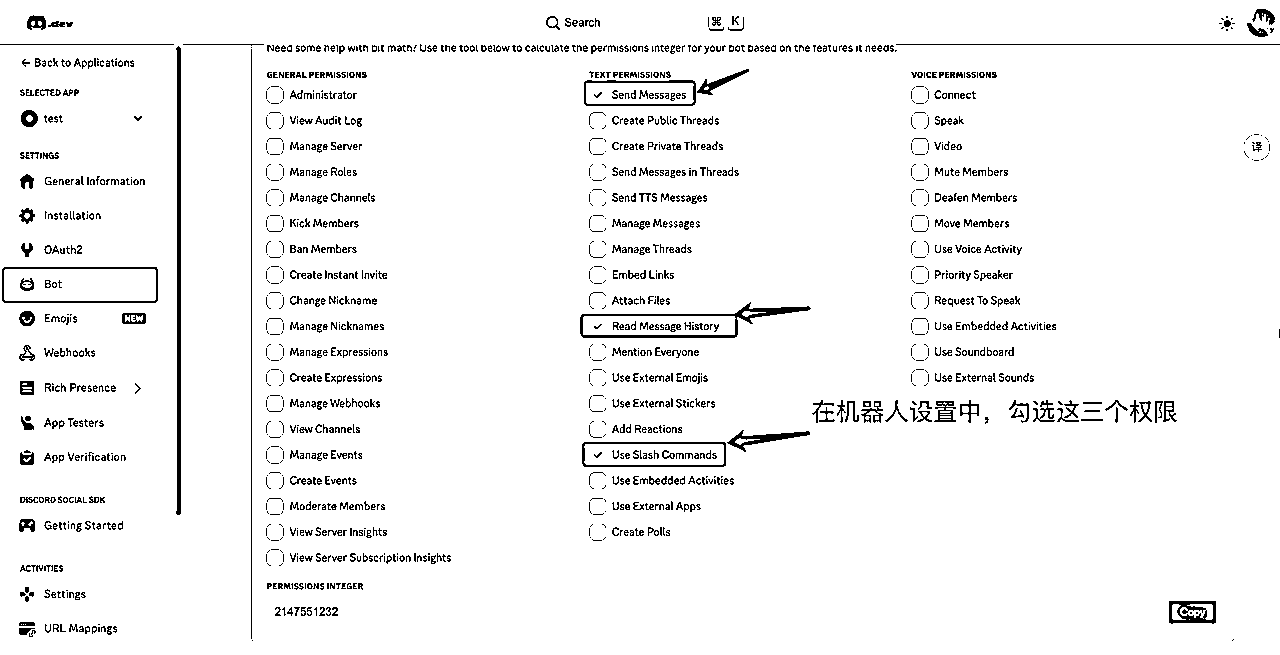 .dev
Search
⌘ K
← Back to Applications
SELECTED APP
test
SETTINGS
General Information
Installation
OAuth2
Bot
Emojis NEW
Webhooks
Rich Presence
App Testers
App Verification
DISCORD SOCIAL SDK
Getting Started
ACTIVITIES
Settings
URL Mappings
Need some help with bit math? Use the tool below to calculate the permissions integer for your bot based on the features it needs.
GENERAL PERMISSIONS
Administrator
View Audit Log
Manage Server
Manage Roles
Manage Channels
Kick Members
Ban Members
Create Instant Invite
Change Nickname
Manage Nicknames
Manage Expressions
Create Expressions
Manage Webhooks
View Channels
Manage Events
Create Events
Moderate Members
View Server Insights
View Server Subscription Insights
TEXT PERMISSIONS
Send Messages
Create Public Threads
Create Private Threads
Send Messages in Threads
Send TTS Messages
Manage Messages
Manage Threads
Embed Links
Attach Files
Read Message History
Mention Everyone
Use External Emojis
Use External Stickers
Add Reactions
Use Slash Commands
Use Embedded Activities
Use External Apps
Create Polls
VOICE PERMISSIONS
Connect
Speak
Video
Mute Members
Deafen Members
Move Members
Use Voice Activity
Priority Speaker
Request To Speak
Use Embedded Activities
Use Soundboard
Use External Sounds
译
在机器人设置中，勾选这三个权限
PERMISSIONS INTEGER
2147551232
Copy